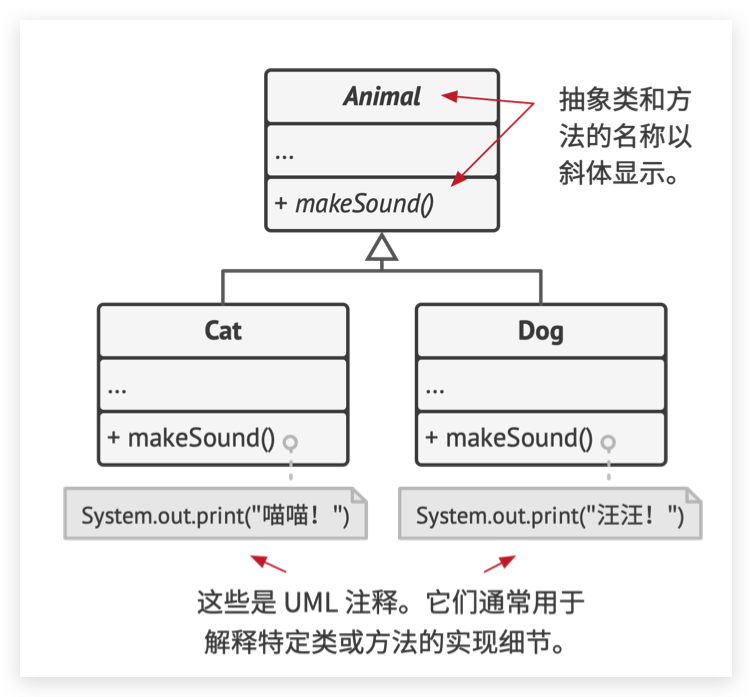 Animal
...
+ makeSound()
抽象类和方
法的名称以
斜体显示。
Cat
...
+ makeSound()
Dog
...
+ makeSound()
System.out.print("喵喵！")
System.out.print("汪汪！")
这些是 UML 注释。它们通常用于
解释特定类或方法的实现细节。